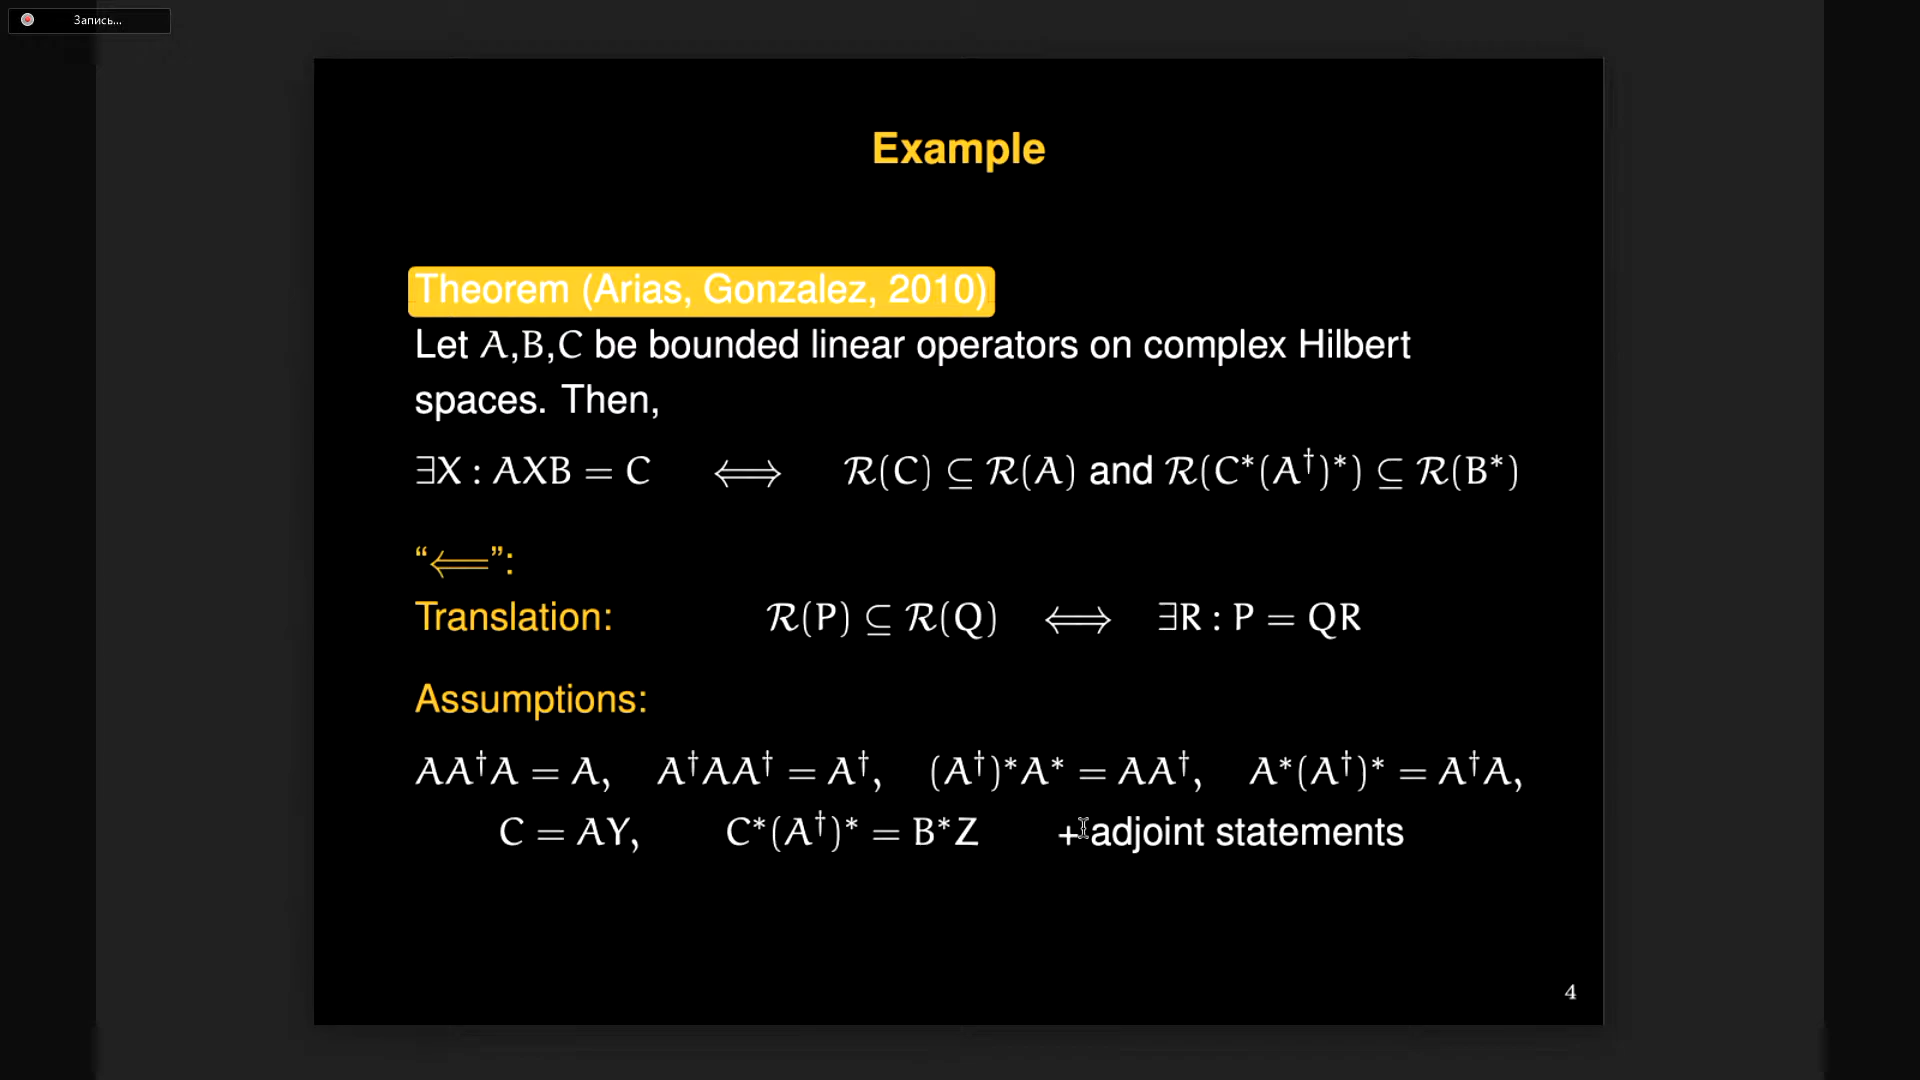 Запись...
Example
Theorem (Arias, Gonzalez, 2010)
Let A,B,C be bounded linear operators on complex Hilbert
spaces. Then,
∃X : AXB = C ⟺ ℛ(C) ⊆ ℛ(A) and ℛ(C*(A†)*) ⊆ ℛ(B*)
“⟸”:
Translation: ℛ(P) ⊆ ℛ(Q) ⟺ ∃R : P = QR
Assumptions:
AA†A = A, A†AA† = A†, (A†)*A* = AA†, A*(A†)* = A†A,
C = AY, C*(A†)* = B*Z + adjoint statements
4